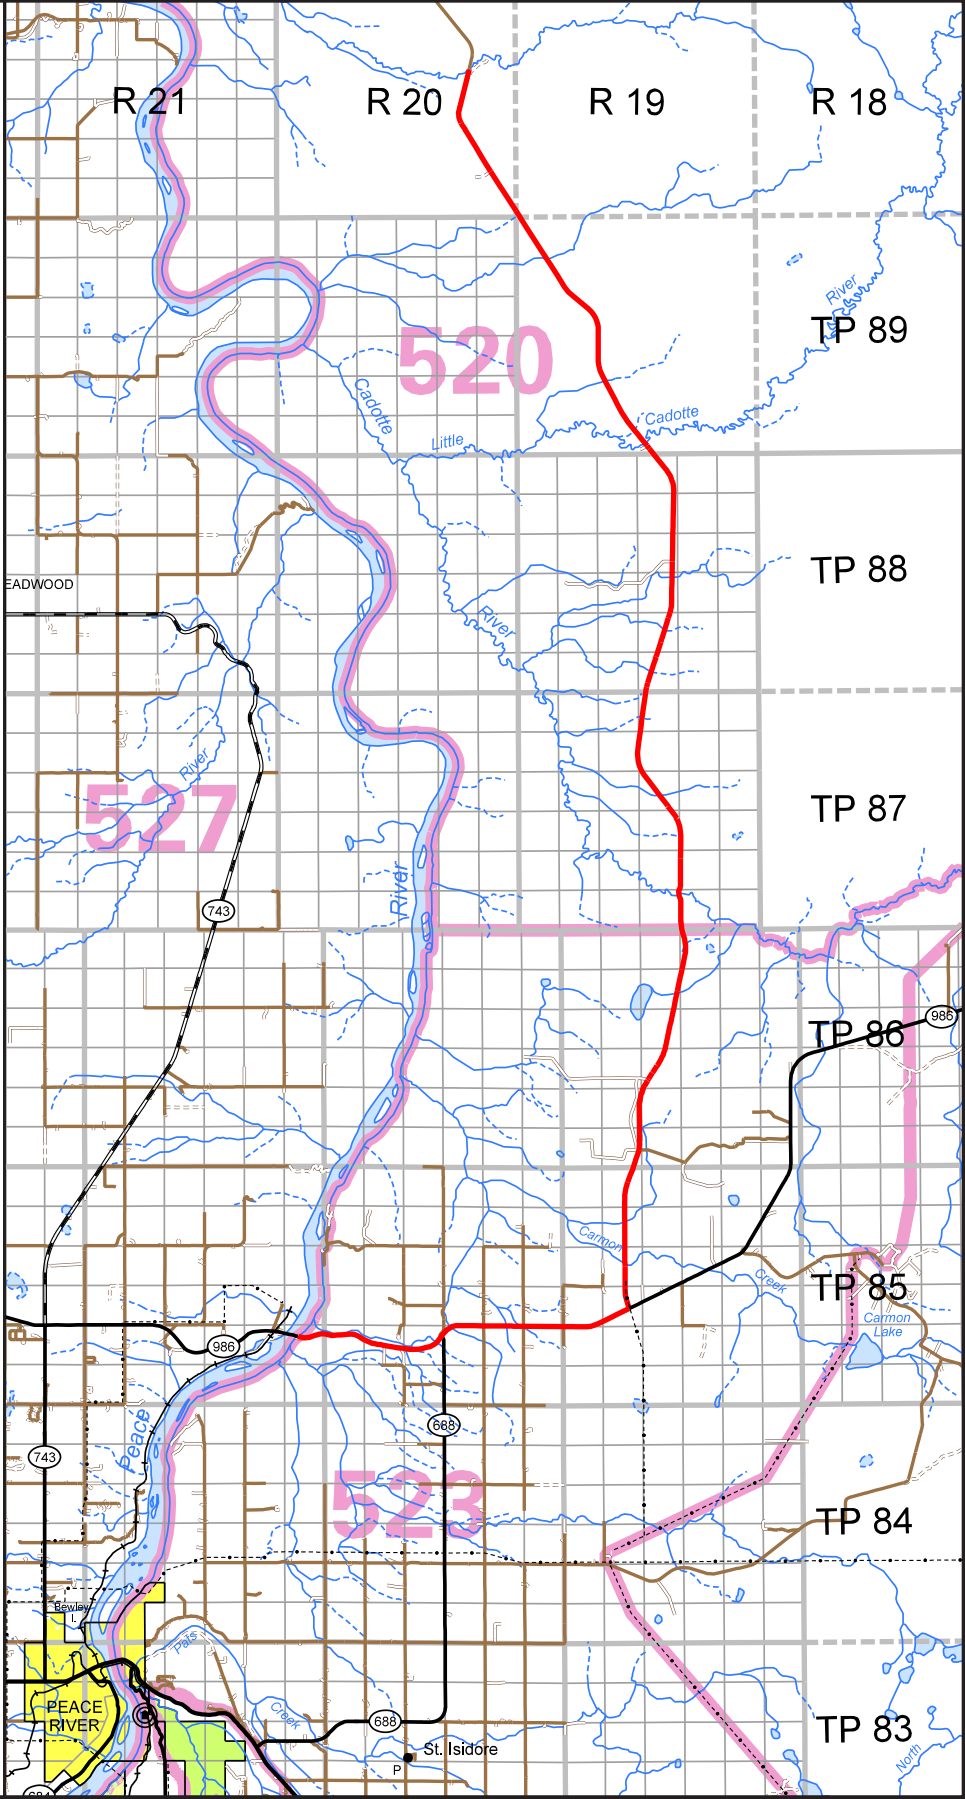 R 21
R 20
R 19
R 18
River
TP 89
520
Cadotte
Cadotte
Little
TP 88
EADWOOD
River
River
527
TP 87
River
743
986
TP 86
Carmon
Creek
TP 85
Carmon
Lake
986
Peace
688
743
523
TP 84
Bewley
I.
Pats
PEACE
RIVER
Creek
688
TP 83
St. Isidore
P
North
684